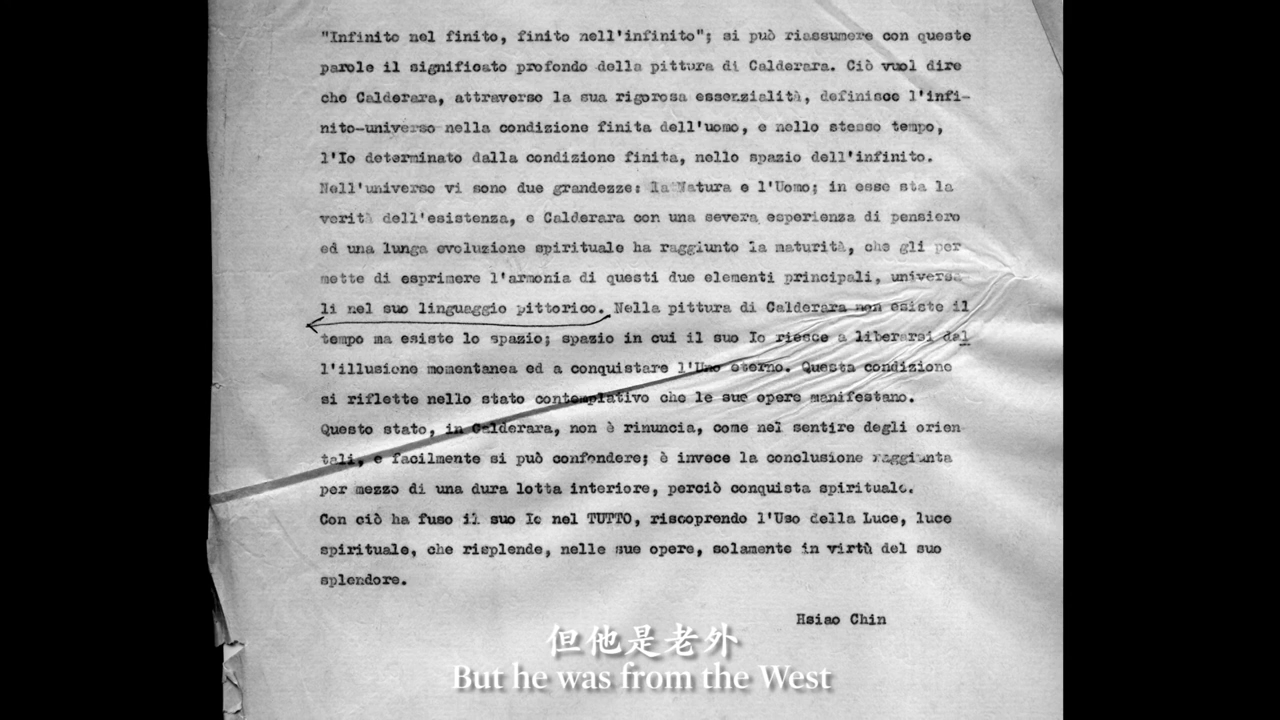 "Infinito nel finito, finito nell'infinito"; si può riassumere con queste
parole il significato profondo della pittura di Calderara. Ciò vuol dire
che Calderara, attraverso la sua rigorosa essenzialità, definisce l'infi-
nito-universo nella condizione finita dell'uomo, e nello stesso tempo,
l'Io determinato dalla condizione finita, nello spazio dell'infinito.
Nell'universo vi sono due grandezze: la Natura e l'Uomo; in esse sta la
verità dell'esistenza, e Calderara con una severa esperienza di pensiero
ed una lunga evoluzione spirituale ha raggiunto la maturità, che gli per
mette di esprimere l'armonia di questi due elementi principali, universa
li nel suo linguaggio pittorico. Nella pittura di Calderara non esiste il
tempo ma esiste lo spazio; spazio in cui il suo Io riesce a liberarsi dal
l'illusione momentanea ed a conquistare l'Uno eterno. Questa condizione
si riflette nello stato contemplativo che le sue opere manifestano.
Questo stato, in Calderara, non è rinuncia, come nel sentire degli orien-
tali, e facilmente si può confondere; è invece la conclusione raggiunta
per mezzo di una dura lotta interiore, perciò conquista spirituale.
Con ciò ha fuso il suo Io nel TUTTO, riscoprendo l'Uso della Luce, luce
spirituale, che risplende, nelle sue opere, solamente in virtù del suo
splendore.
Hsiao Chin
但他是老外
But he was from the West